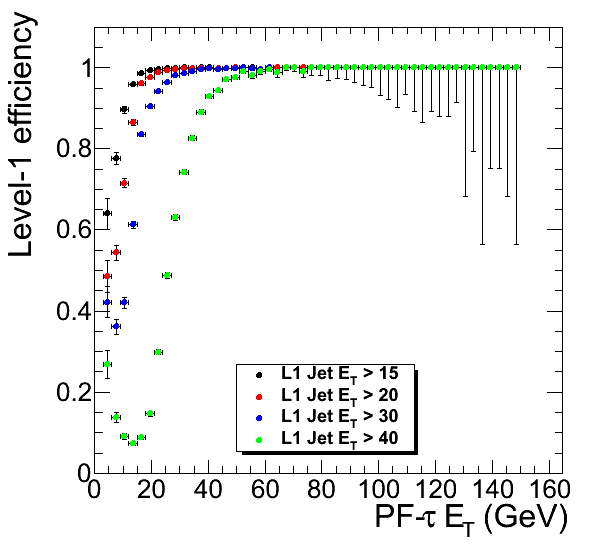 Level-1 efficiency
1
0.8
0.6
0.4
0.2
0
L1 Jet E_T > 15
L1 Jet E_T > 20
L1 Jet E_T > 30
L1 Jet E_T > 40
0 20 40 60 80 100 120 140 160
PF-τ E_T (GeV)